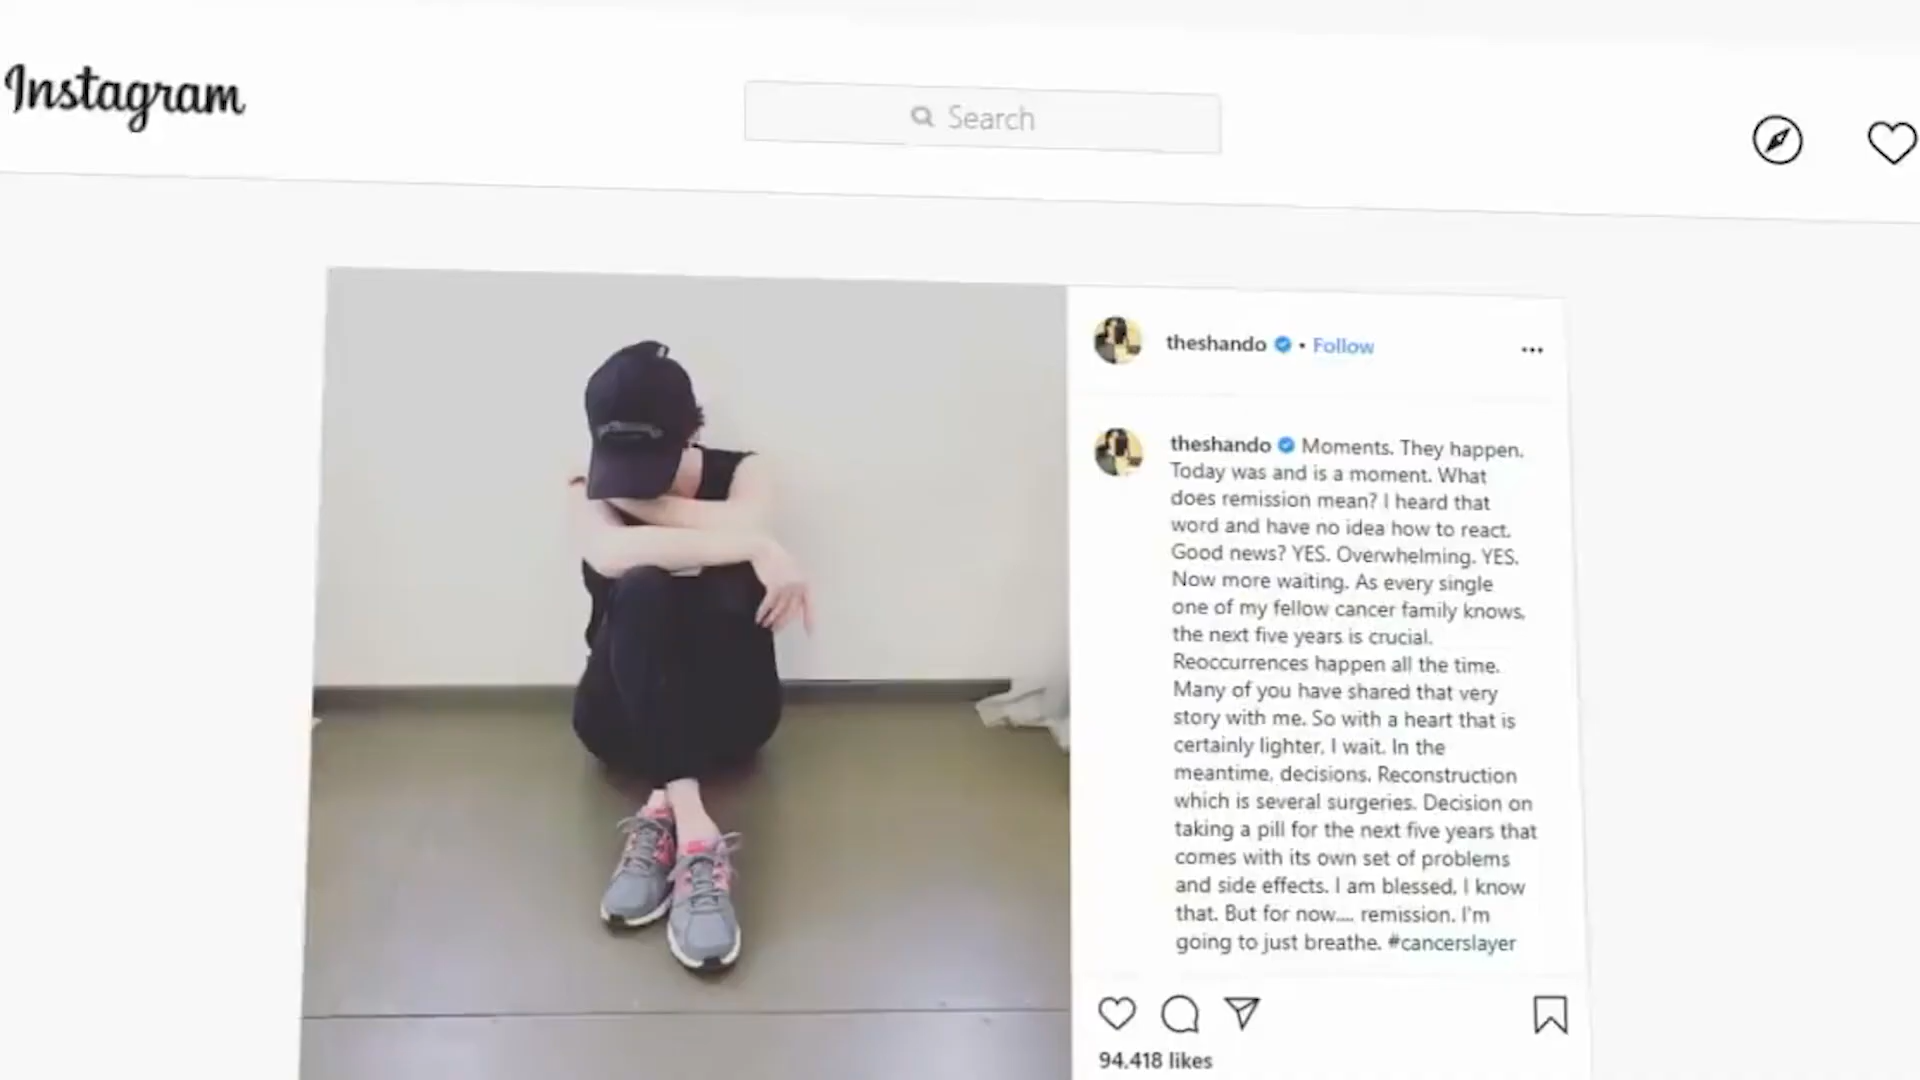 Instagram
Search
theshando • Follow
theshando Moments. They happen.
Today was and is a moment. What
does remission mean? I heard that
word and have no idea how to react.
Good news? YES. Overwhelming. YES.
Now more waiting. As every single
one of my fellow cancer family knows,
the next five years is crucial.
Reoccurrences happen all the time.
Many of you have shared that very
story with me. So with a heart that is
certainly lighter, I wait. In the
meantime, decisions. Reconstruction
which is several surgeries. Decision on
taking a pill for the next five years that
comes with its own set of problems
and side effects. I am blessed, I know
that. But for now.... remission. I'm
going to just breathe. #cancerslayer
94.418 likes